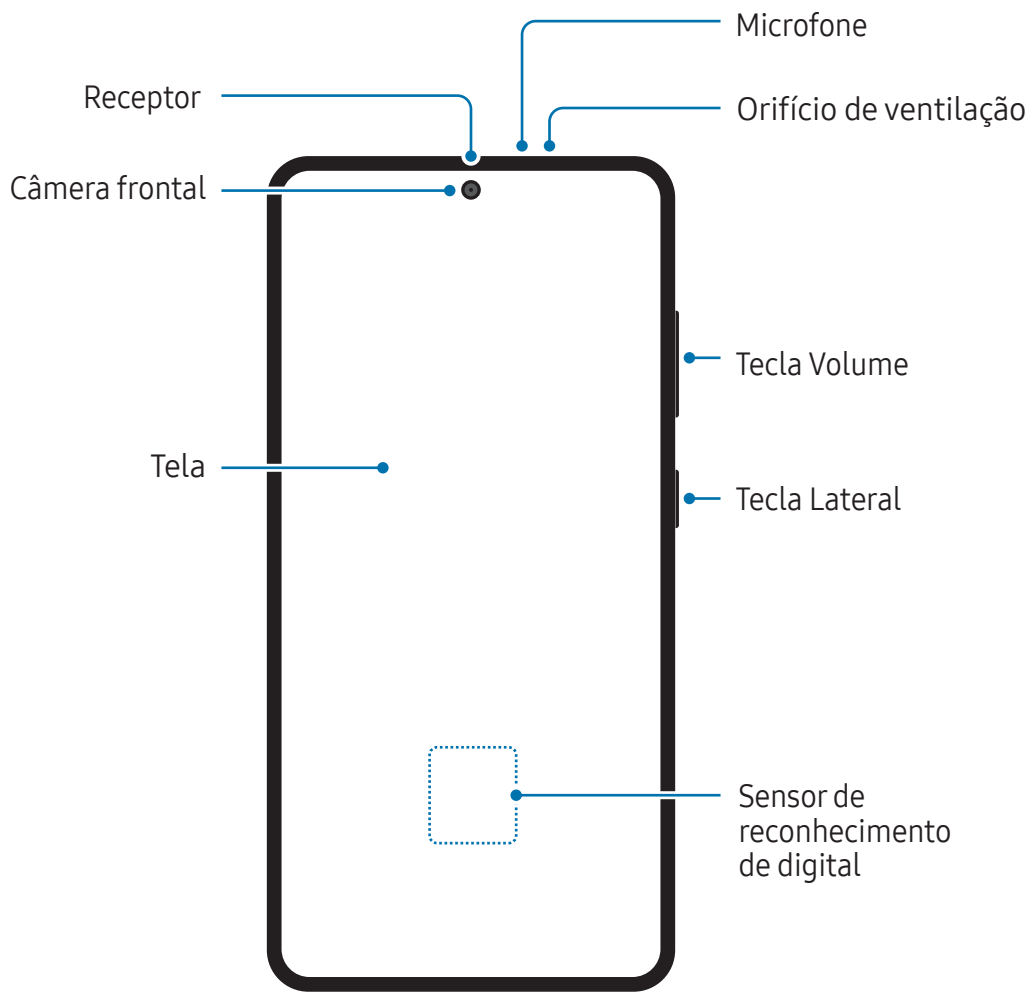 Microfone
Receptor
Orifício de ventilação
Câmera frontal
Tecla Volume
Tela
Tecla Lateral
Sensor de
reconhecimento
de digital